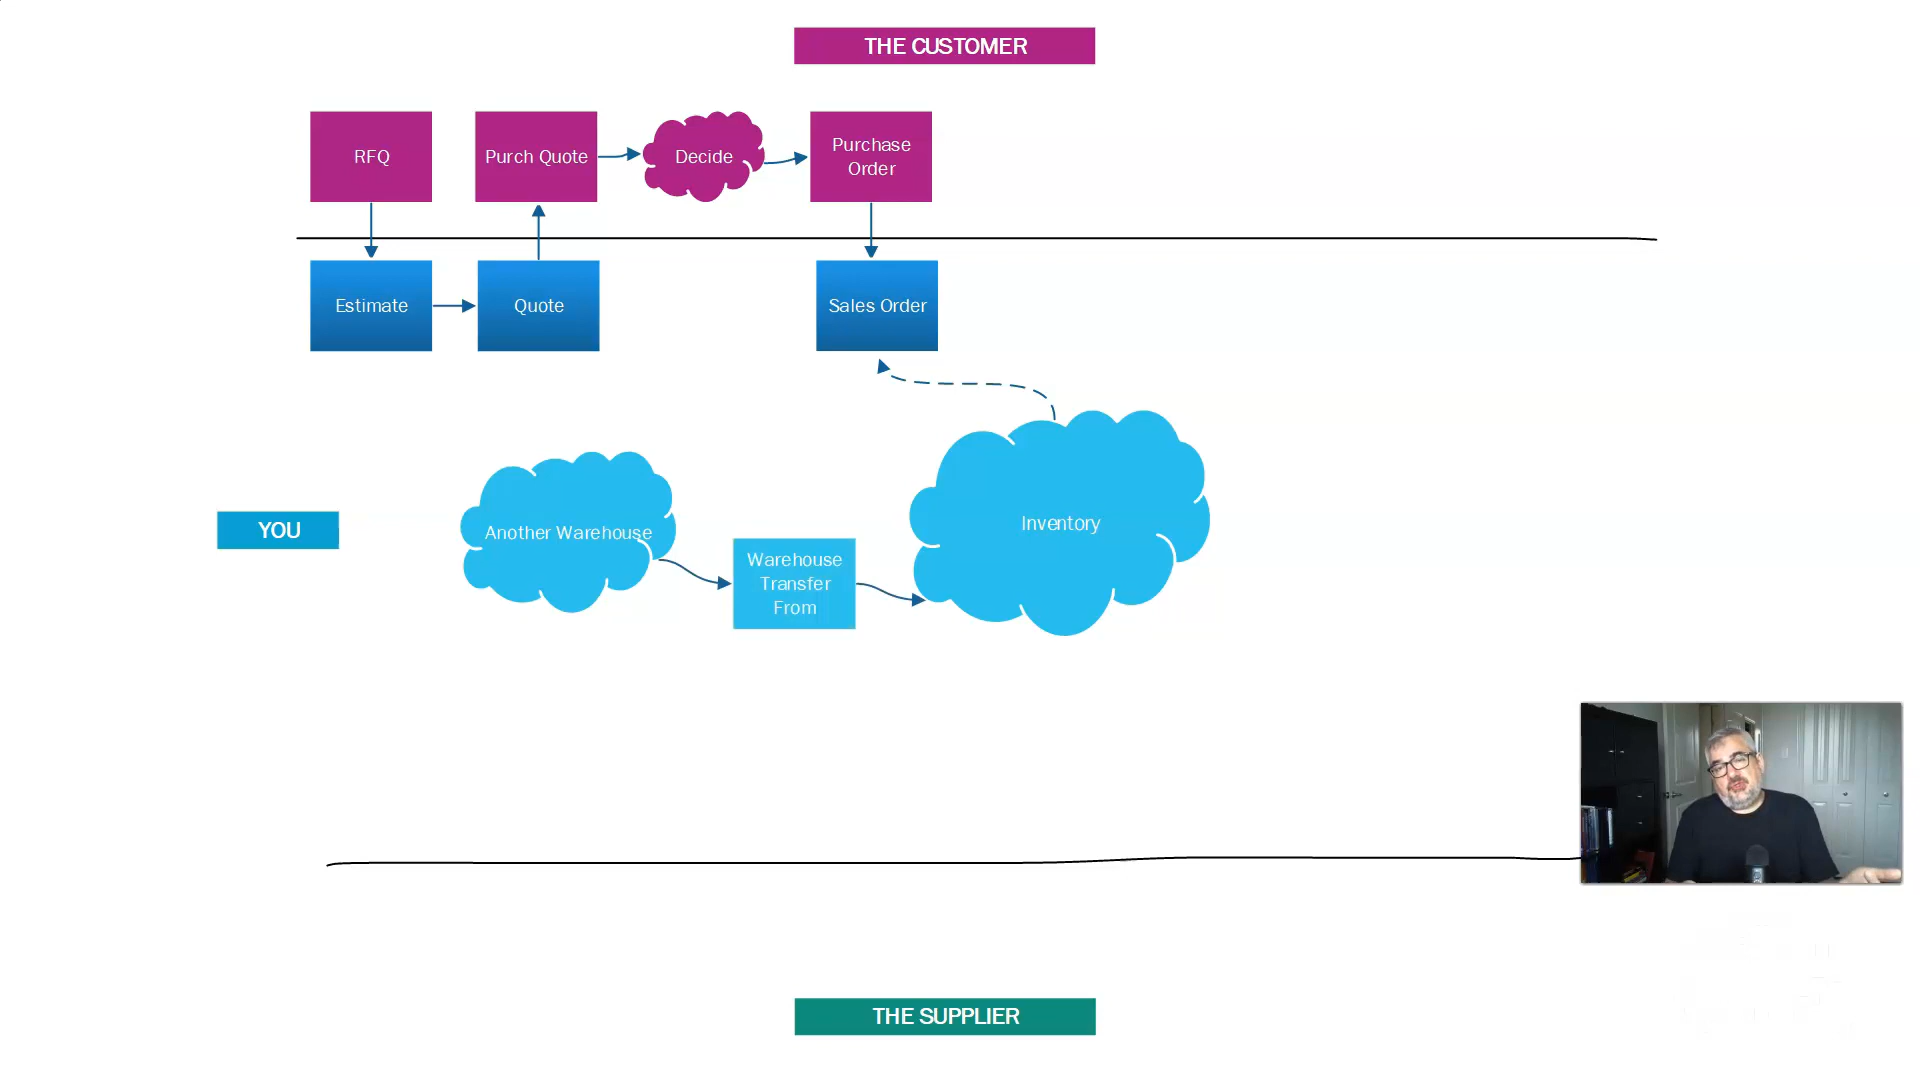 THE CUSTOMER
RFQ
Purch Quote
Decide
Purchase
Order
Estimate
Quote
Sales Order
YOU
Another Warehouse
Warehouse
Transfer
From
Inventory
THE SUPPLIER